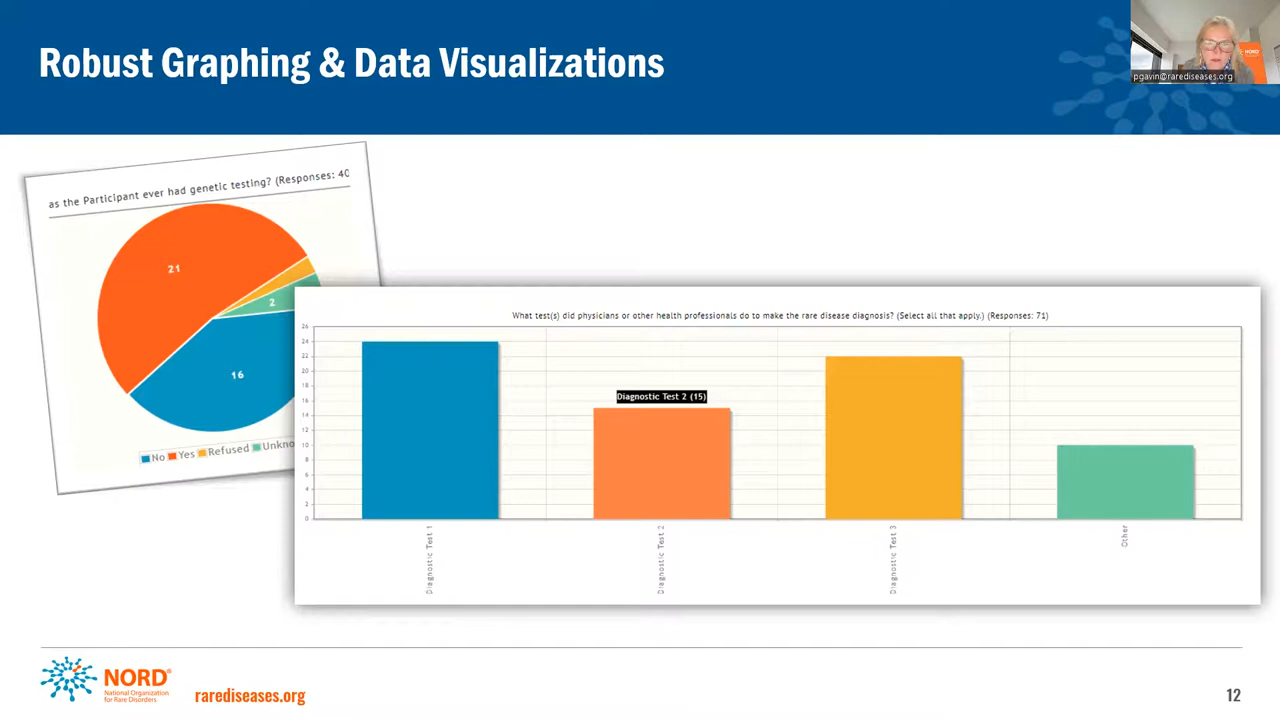 Robust Graphing & Data Visualizations
NORD
pgavin@rarediseases.org
as the Participant ever had genetic testing? (Responses: 40
21
2
16
No Yes Refused Unkno
What test(s) did physicians or other health professionals do to make the rare disease diagnosis? (Select all that apply.) (Responses: 71)
26
24
22
20
18
16
14
12
10
8
6
4
2
0
Diagnostic Test 2 (15)
Diagnostic Test 1
Diagnostic Test 2
Diagnostic Test 3
Other
NORD®
National Organization
for Rare Disorders
rarediseases.org
12